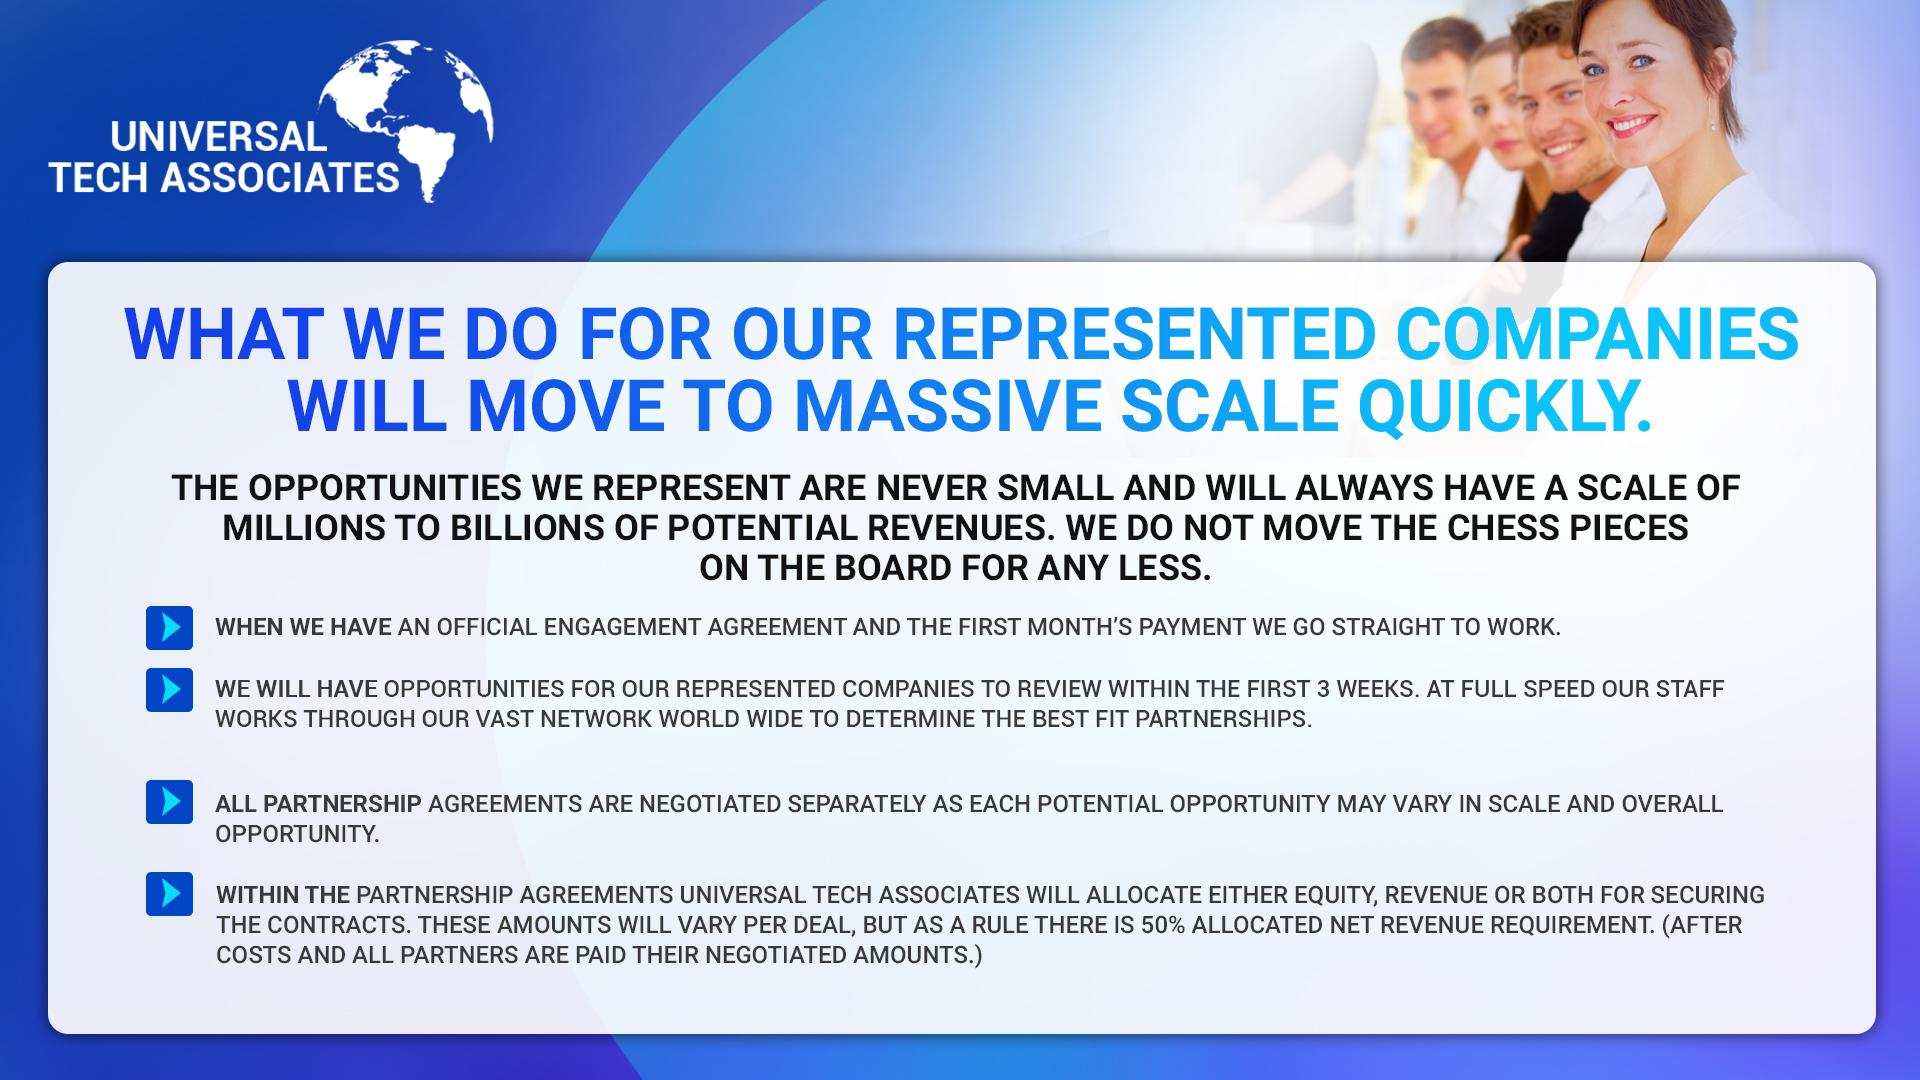 UNIVERSAL
TECH ASSOCIATES
WHAT WE DO FOR OUR REPRESENTED COMPANIES
WILL MOVE TO MASSIVE SCALE QUICKLY.
THE OPPORTUNITIES WE REPRESENT ARE NEVER SMALL AND WILL ALWAYS HAVE A SCALE OF
MILLIONS TO BILLIONS OF POTENTIAL REVENUES. WE DO NOT MOVE THE CHESS PIECES
ON THE BOARD FOR ANY LESS.
WHEN WE HAVE AN OFFICIAL ENGAGEMENT AGREEMENT AND THE FIRST MONTH’S PAYMENT WE GO STRAIGHT TO WORK.
WE WILL HAVE OPPORTUNITIES FOR OUR REPRESENTED COMPANIES TO REVIEW WITHIN THE FIRST 3 WEEKS. AT FULL SPEED OUR STAFF
WORKS THROUGH OUR VAST NETWORK WORLD WIDE TO DETERMINE THE BEST FIT PARTNERSHIPS.
ALL PARTNERSHIP AGREEMENTS ARE NEGOTIATED SEPARATELY AS EACH POTENTIAL OPPORTUNITY MAY VARY IN SCALE AND OVERALL
OPPORTUNITY.
WITHIN THE PARTNERSHIP AGREEMENTS UNIVERSAL TECH ASSOCIATES WILL ALLOCATE EITHER EQUITY, REVENUE OR BOTH FOR SECURING
THE CONTRACTS. THESE AMOUNTS WILL VARY PER DEAL, BUT AS A RULE THERE IS 50% ALLOCATED NET REVENUE REQUIREMENT. (AFTER
COSTS AND ALL PARTNERS ARE PAID THEIR NEGOTIATED AMOUNTS.)